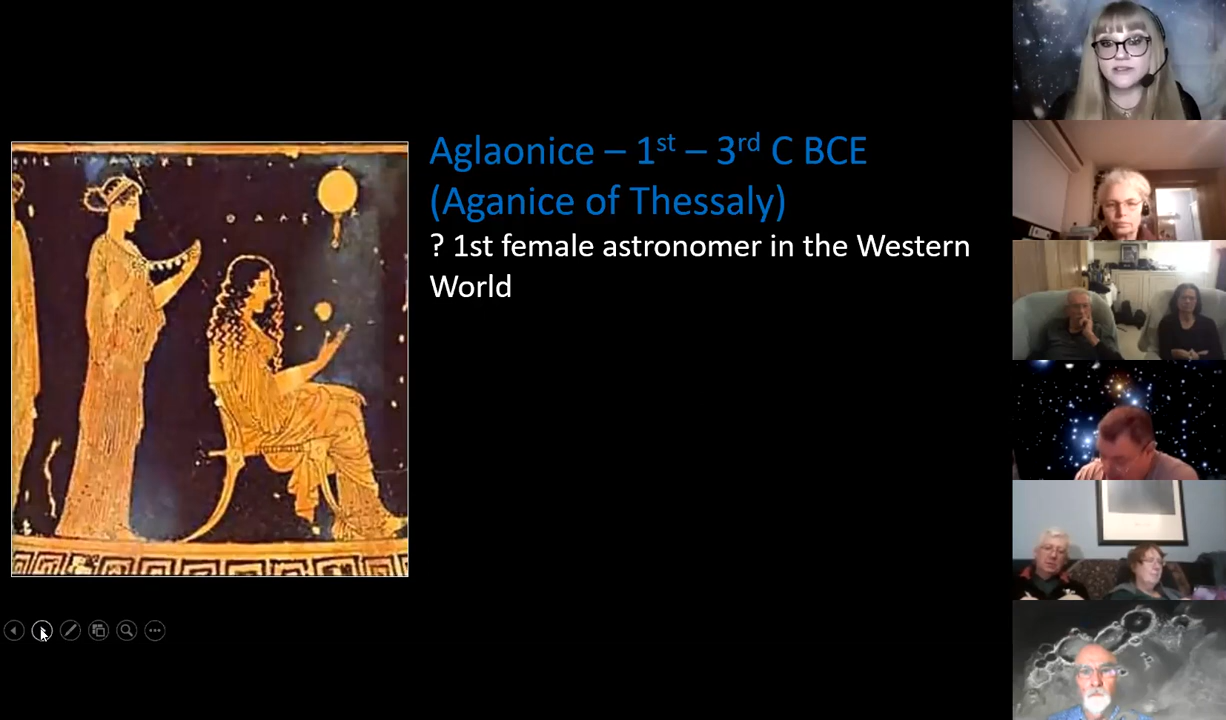 Aglaonice – 1st – 3rd C BCE
(Aganice of Thessaly)
? 1st female astronomer in the Western
World